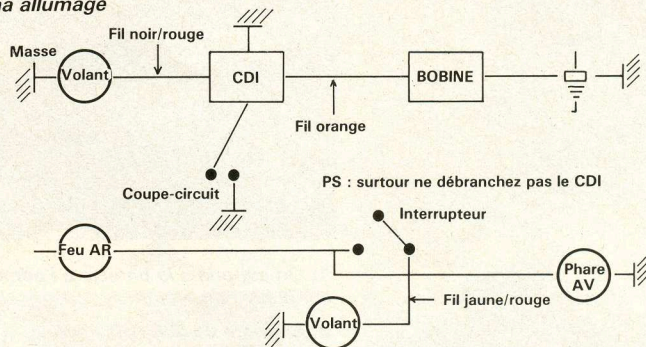 ma allumage
Fil noir/rouge
Masse
Volant
CDI
BOBINE
Fil orange
Coupe-circuit
PS : surtour ne débranchez pas le CDI
Interrupteur
Feu AR
Phare
AV
Fil jaune/rouge
Volant